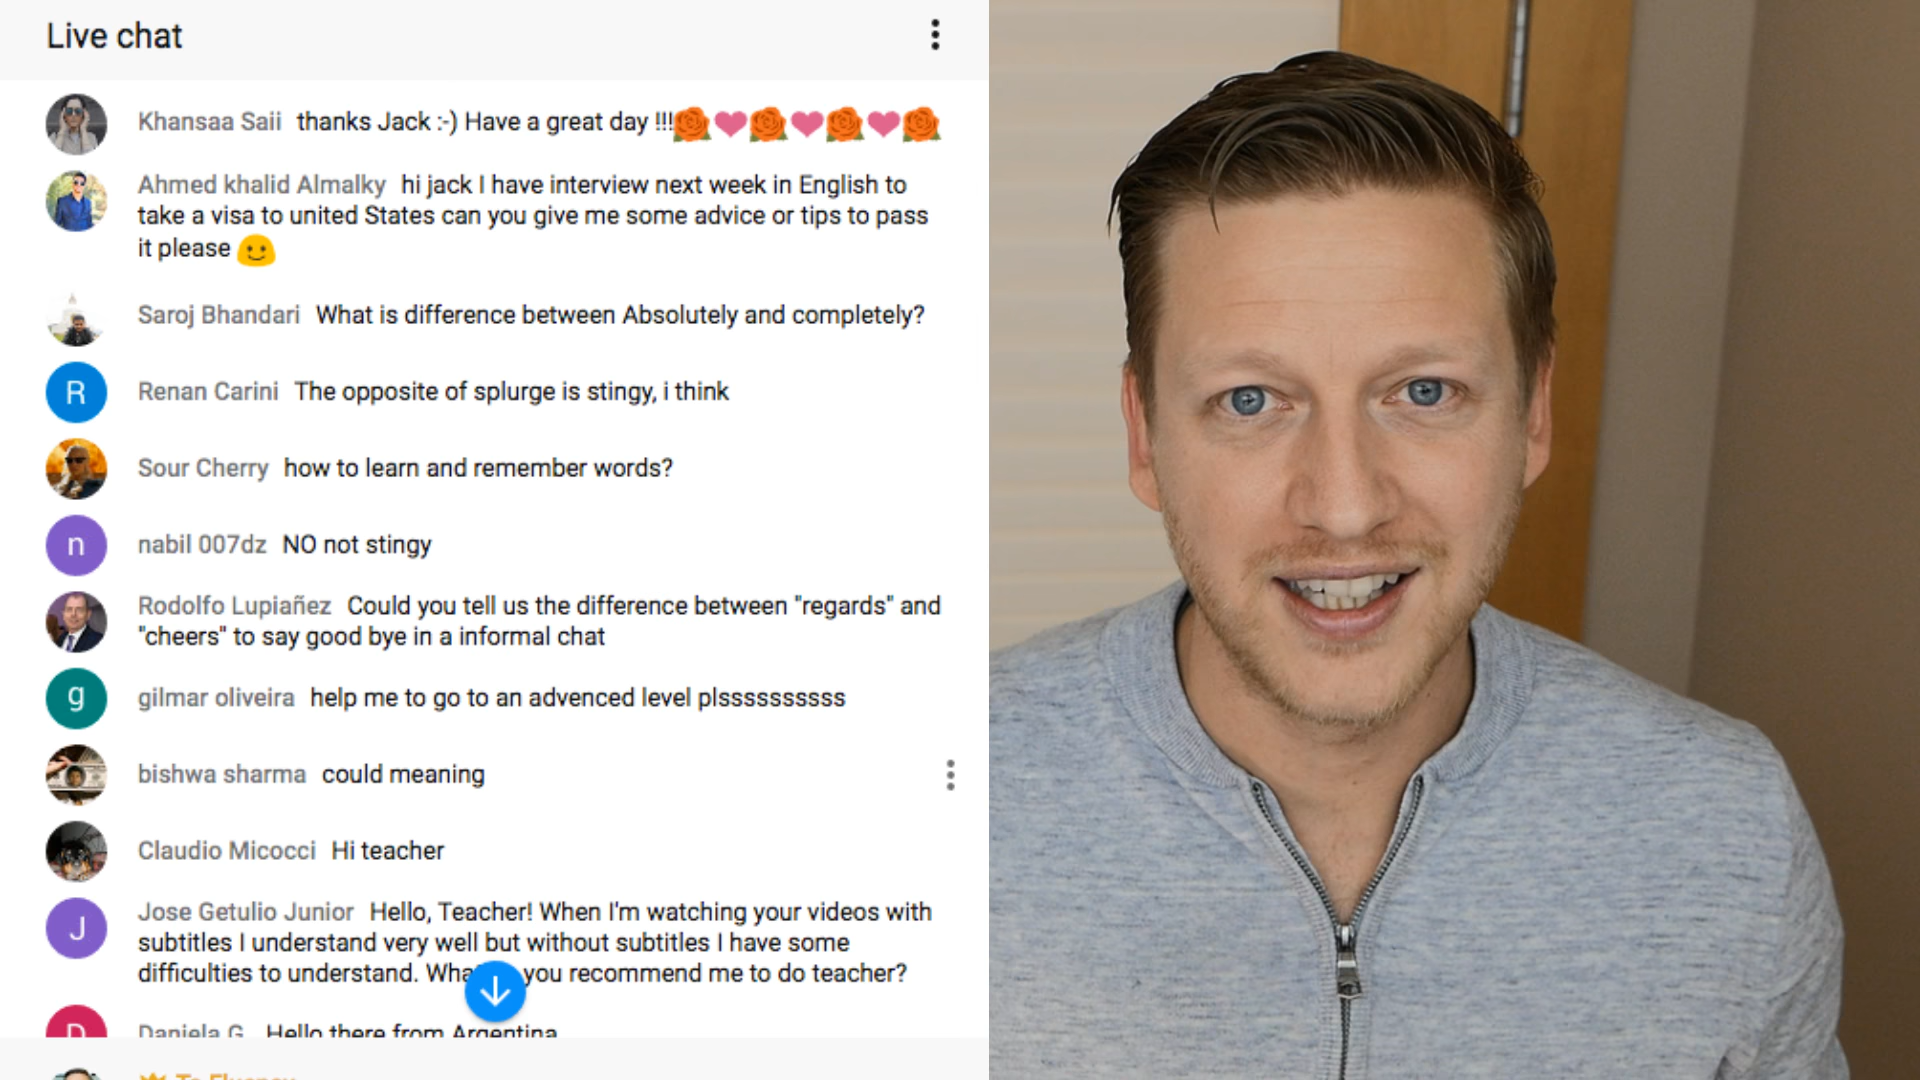 Live chat
Khansaa Saii thanks Jack :-) Have a great day !!!🌹❤🌹❤🌹❤🌹
Ahmed khalid Almalky hi jack I have interview next week in English to
take a visa to united States can you give me some advice or tips to pass
it please 🙂
Saroj Bhandari What is difference between Absolutely and completely?
R Renan Carini The opposite of splurge is stingy, i think
Sour Cherry how to learn and remember words?
n nabil 007dz NO not stingy
Rodolfo Lupiañez Could you tell us the difference between "regards" and
"cheers" to say good bye in a informal chat
g gilmar oliveira help me to go to an advenced level plssssssssss
bishwa sharma could meaning
Claudio Micocci Hi teacher
J Jose Getulio Junior Hello, Teacher! When I'm watching your videos with
subtitles I understand very well but without subtitles I have some
difficulties to understand. you recommend me to do teacher?
D Daniela G. Hello there from Argentina
To Fluency